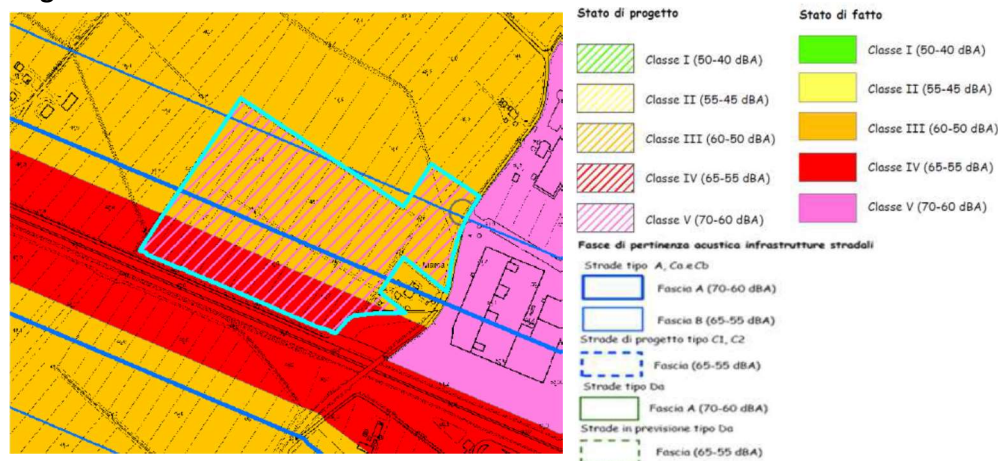 Stato di progetto
Classe I (50-40 dBA)
Classe II (55-45 dBA)
Classe III (60-50 dBA)
Classe IV (65-55 dBA)
Classe V (70-60 dBA)
Stato di fatto
Classe I (50-40 dBA)
Classe II (55-45 dBA)
Classe III (60-50 dBA)
Classe IV (65-55 dBA)
Classe V (70-60 dBA)
Fasce di pertinenza acustica infrastrutture stradali
Strade tipo A, Ca e Cb
Fascia A (70-60 dBA)
Fascia B (65-55 dBA)
Strade di progetto tipo C1, C2
Fascia (65-55 dBA)
Strade tipo Da
Fascia A (70-60 dBA)
Strade in previsione tipo Da
Fascia (65-55 dBA)